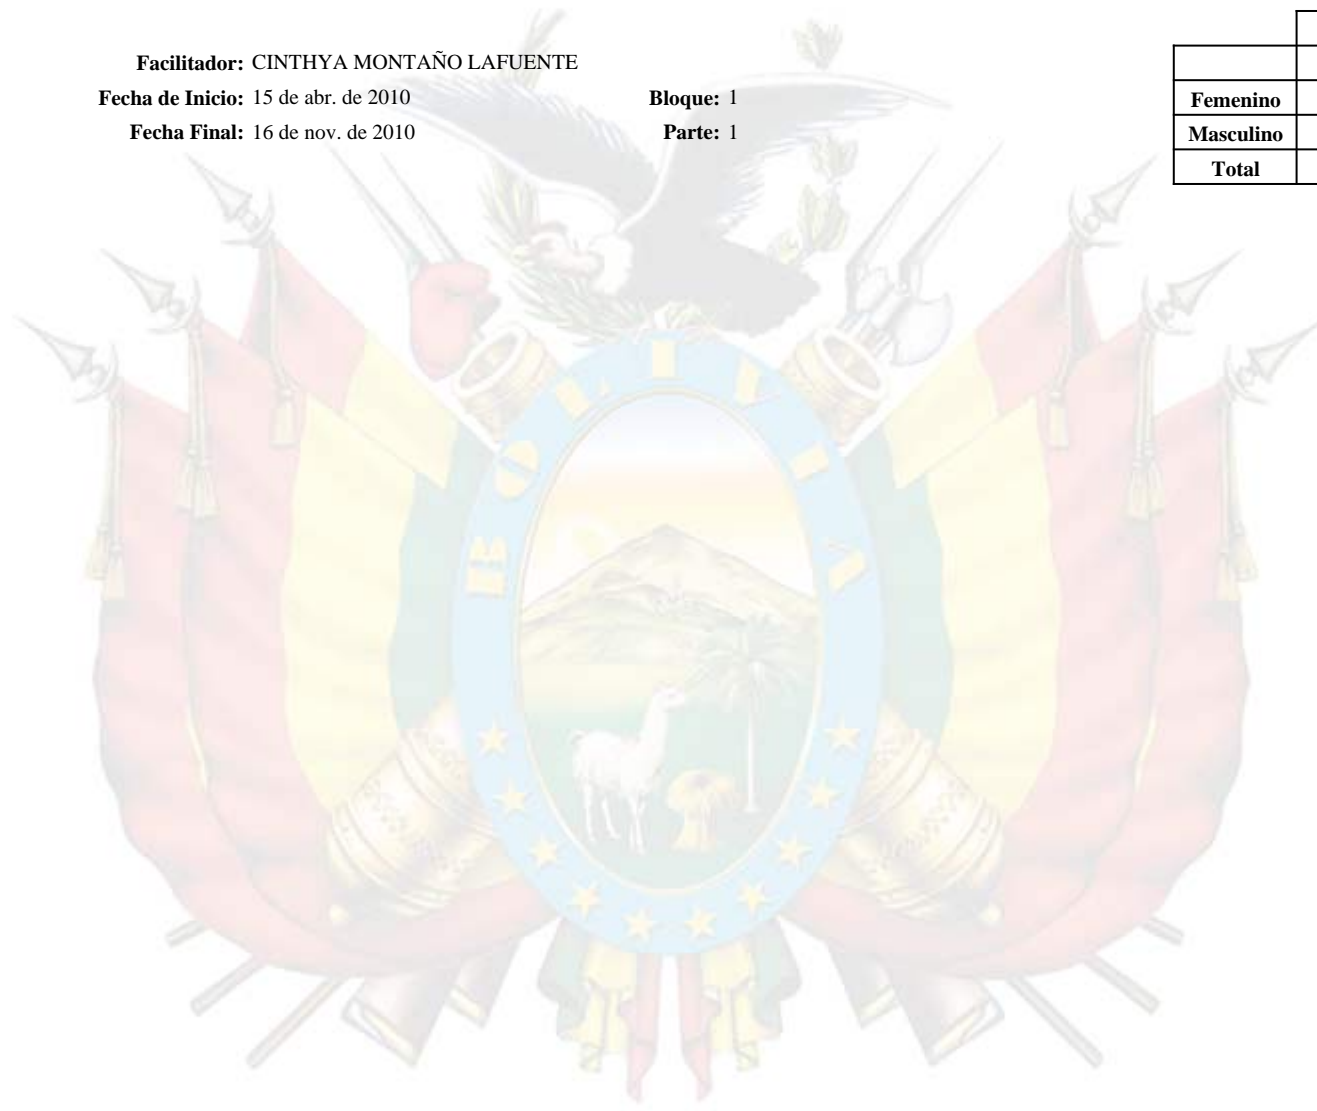 Facilitador: CINTHYA MONTAÑO LAFUENTE
Fecha de Inicio: 15 de abr. de 2010 Bloque: 1
Fecha Final: 16 de nov. de 2010 Parte: 1
Femenino
Masculino
Total
BOLIVIA